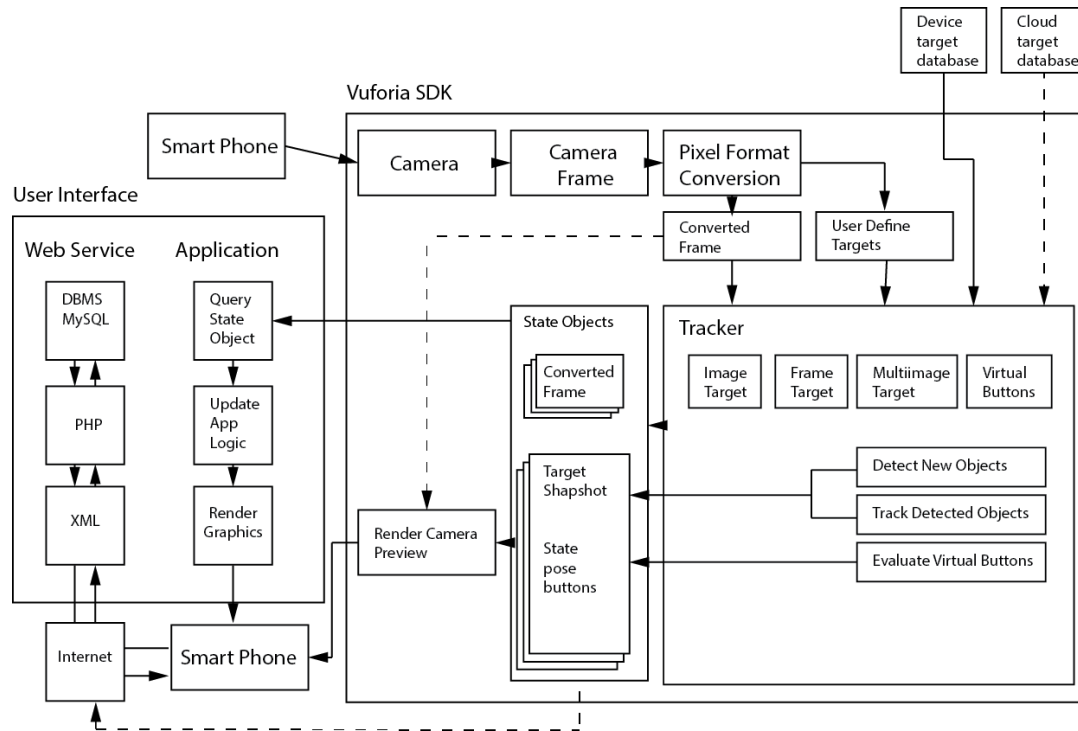 Device
target
database
Cloud
target
database
Vuforia SDK
Smart Phone
Camera
Camera
Frame
Pixel Format
Conversion
User Interface
Converted
Frame
User Define
Targets
Web Service
Application
DBMS
MySQL
Query
State
Object
State Objects
Tracker
Converted
Frame
Image
Target
Frame
Target
Multiimage
Target
Virtual
Buttons
PHP
Update
App
Logic
Target
Shapshot
Detect New Objects
XML
Render
Graphics
Render Camera
Preview
State
pose
buttons
Track Detected Objects
Evaluate Virtual Buttons
Internet
Smart Phone